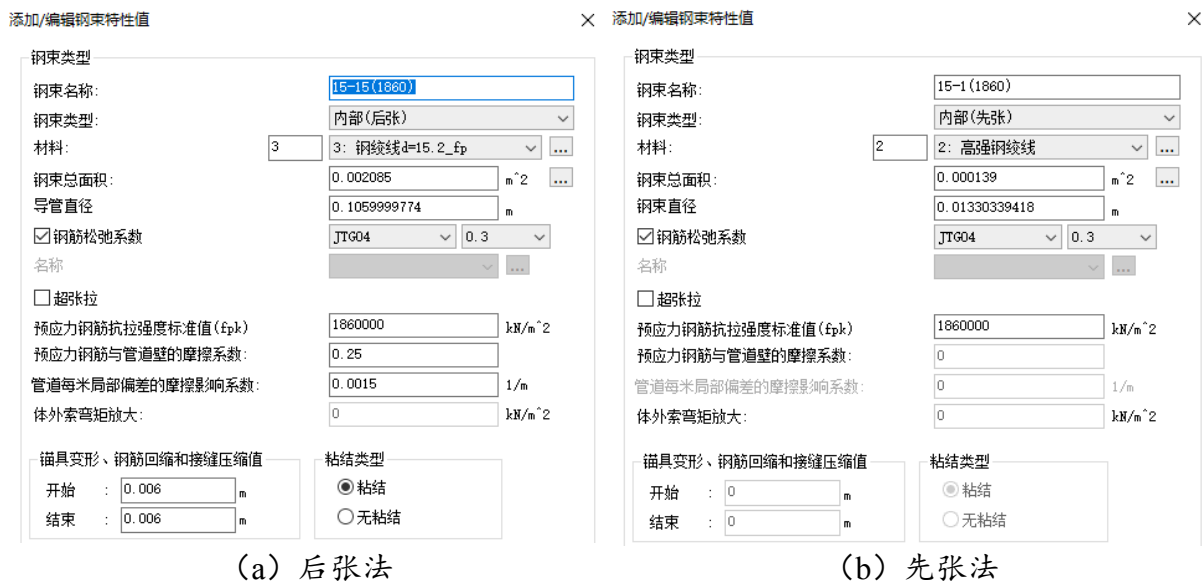 添加/编辑钢束特性值
钢束类型
钢束名称:
15-15(1860)
钢束类型:
内部(后张)
材料:
3
3: 钢绞线d=15.2_fp
...
钢束总面积:
0.002085
m^2
...
导管直径
0.1059999774
m
钢筋松弛系数
JTG04
0.3
名称
...
超张拉
预应力钢筋抗拉强度标准值(fpk)
1860000
kN/m^2
预应力钢筋与管道壁的摩擦系数:
0.25
管道每米局部偏差的摩擦影响系数:
0.0015
1/m
体外索弯矩放大:
0
kN/m^2
锚具变形、钢筋回缩和接缝压缩值
开始 :
0.006
m
结束 :
0.006
m
粘结类型
粘结
无粘结
(a)后张法
添加/编辑钢束特性值
钢束类型
钢束名称:
15-1(1860)
钢束类型:
内部(先张)
材料:
2
2: 高强钢绞线
...
钢束总面积:
0.000139
m^2
...
钢束直径
0.01330339418
m
钢筋松弛系数
JTG04
0.3
名称
...
超张拉
预应力钢筋抗拉强度标准值(fpk)
1860000
kN/m^2
预应力钢筋与管道壁的摩擦系数:
0
管道每米局部偏差的摩擦影响系数:
0
1/m
体外索弯矩放大:
0
kN/m^2
锚具变形、钢筋回缩和接缝压缩值
开始 :
0
m
结束 :
0
m
粘结类型
粘结
无粘结
(b)先张法